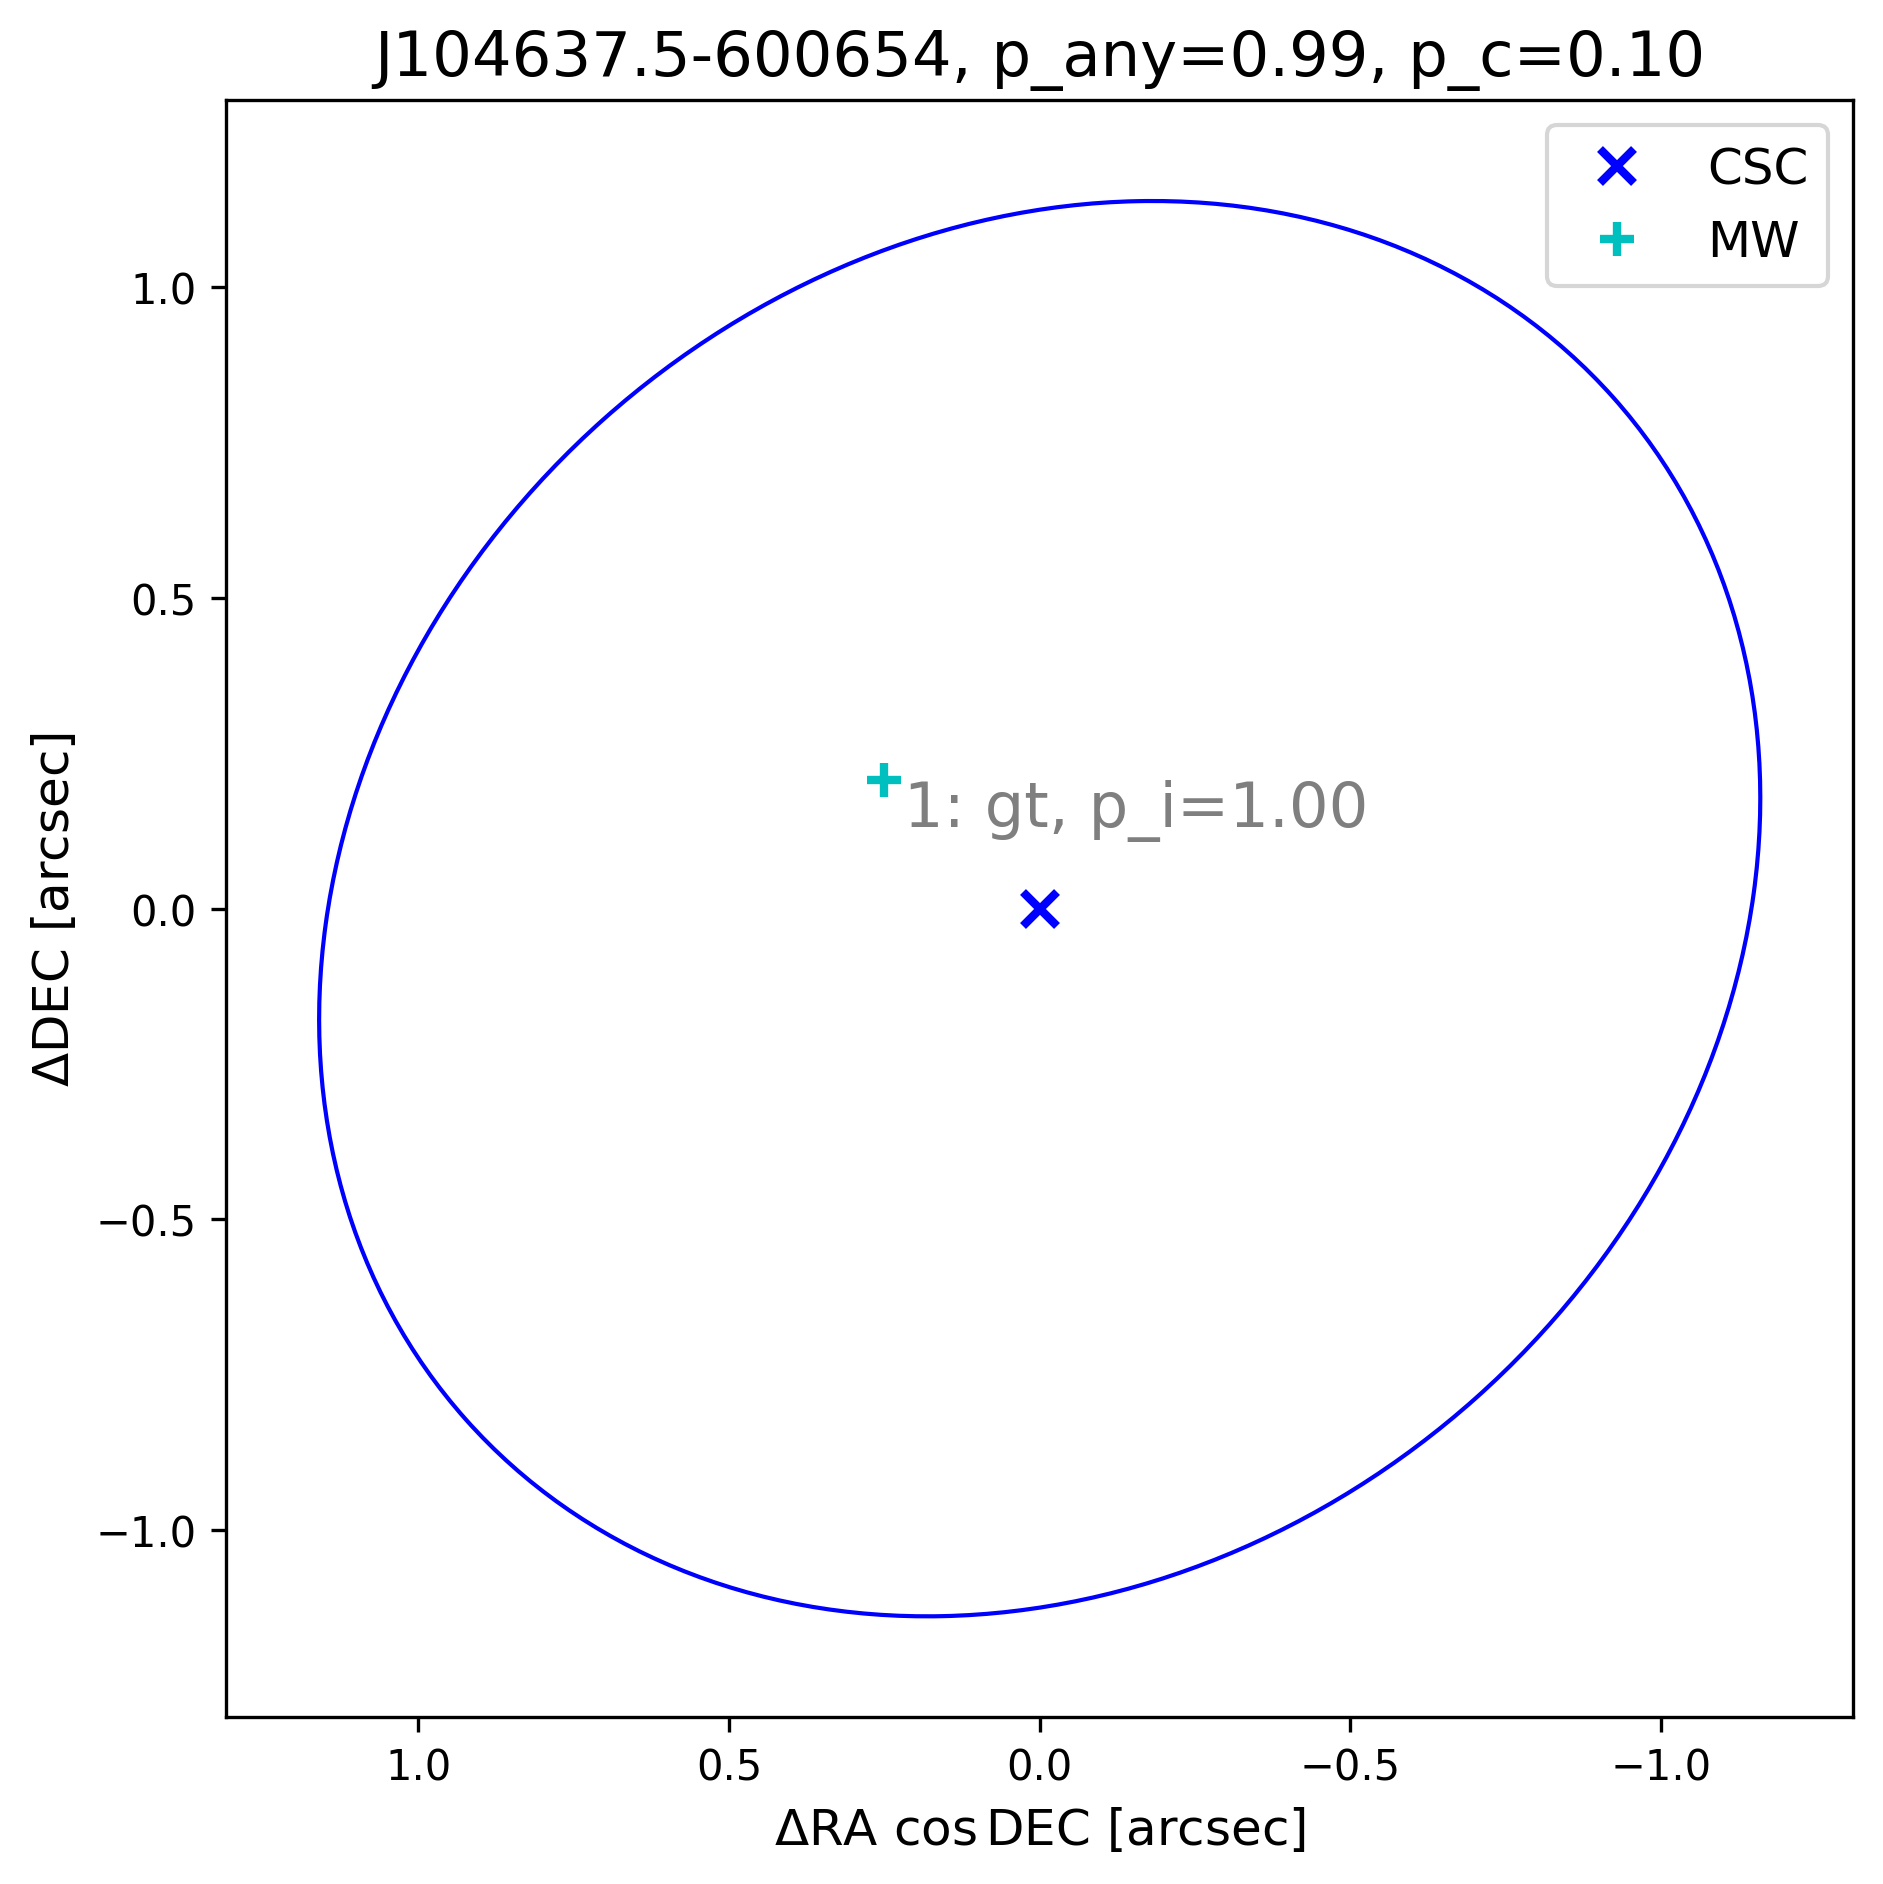 J104637.5-600654, p_any=0.99, p_c=0.10
CSC
MW
1.0
0.5
0.0
−0.5
−1.0
ΔDEC [arcsec]
1: gt, p_i=1.00
1.0 0.5 0.0 −0.5 −1.0
ΔRA cos DEC [arcsec]